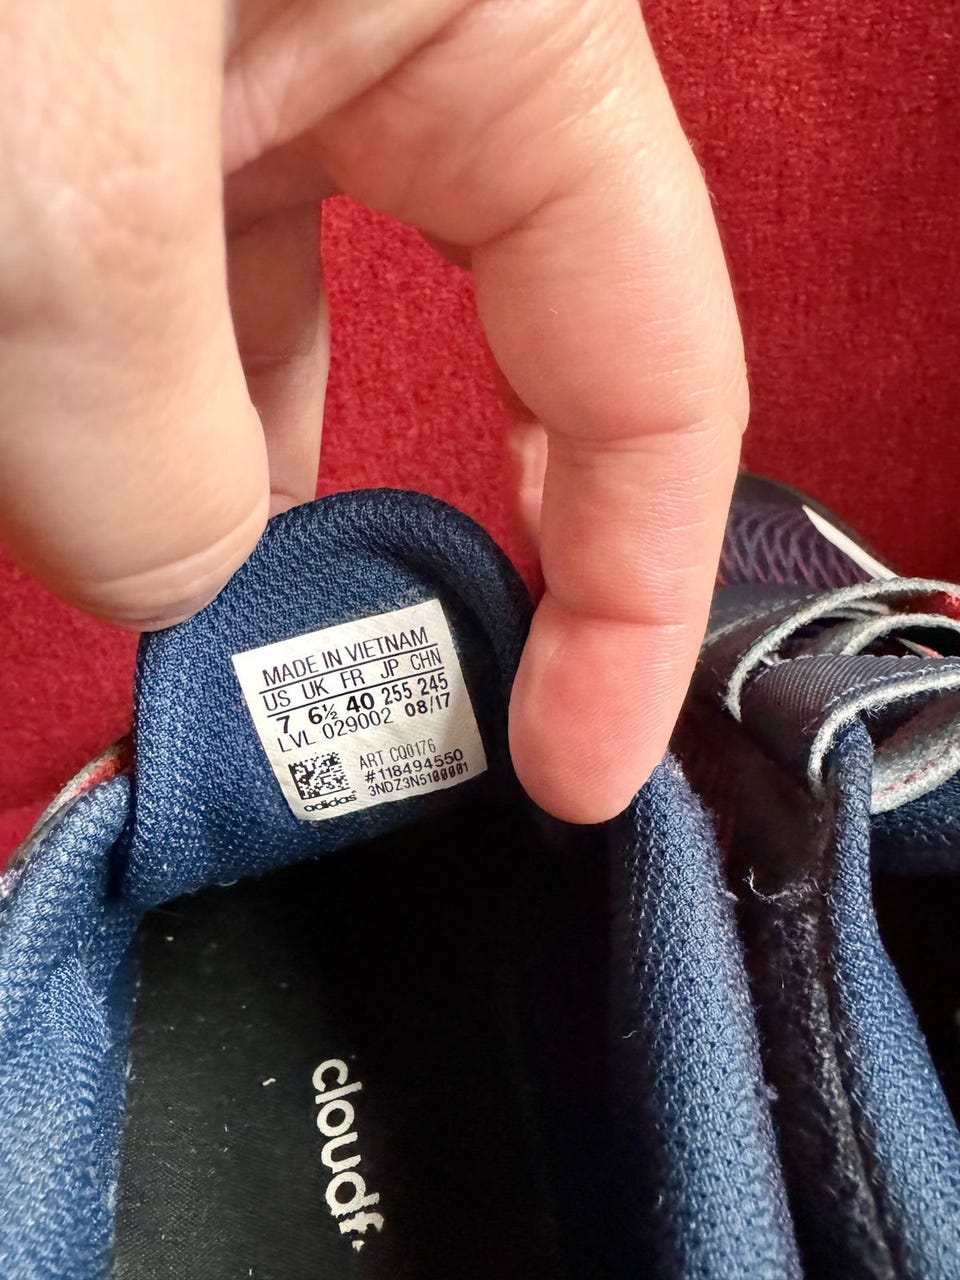 MADE IN VIETNAM
US UK FR JP CHN
7 6½ 40 255 245
LVL 029002 08/17
ART CQ0176
#118494550
3NDZ3N5100001
adidas
cloudf